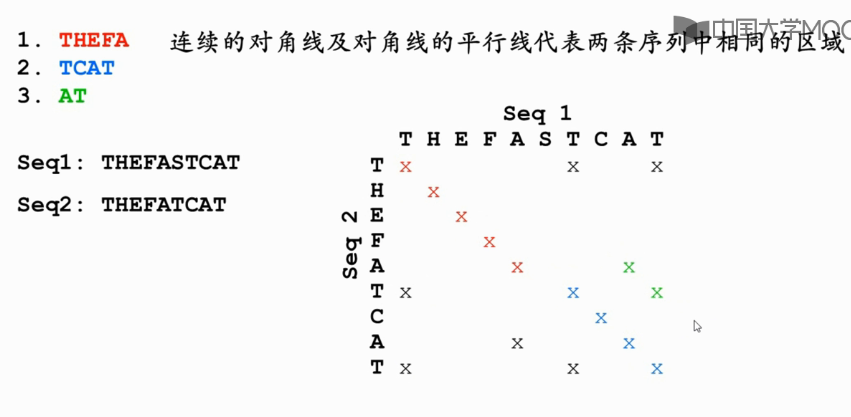 中国大学MOC
1. THEFA 连续的对角线及对角线的平行线代表两条序列中相同的区域
2. TCAT
3. AT
Seq 1
T H E F A S T C A T
Seq1: THEFASTCAT
Seq2: THEFATCAT
Seq 2
T x x x
H x
E x
F x
A x x
T x x x
C x
A x x
T x x x